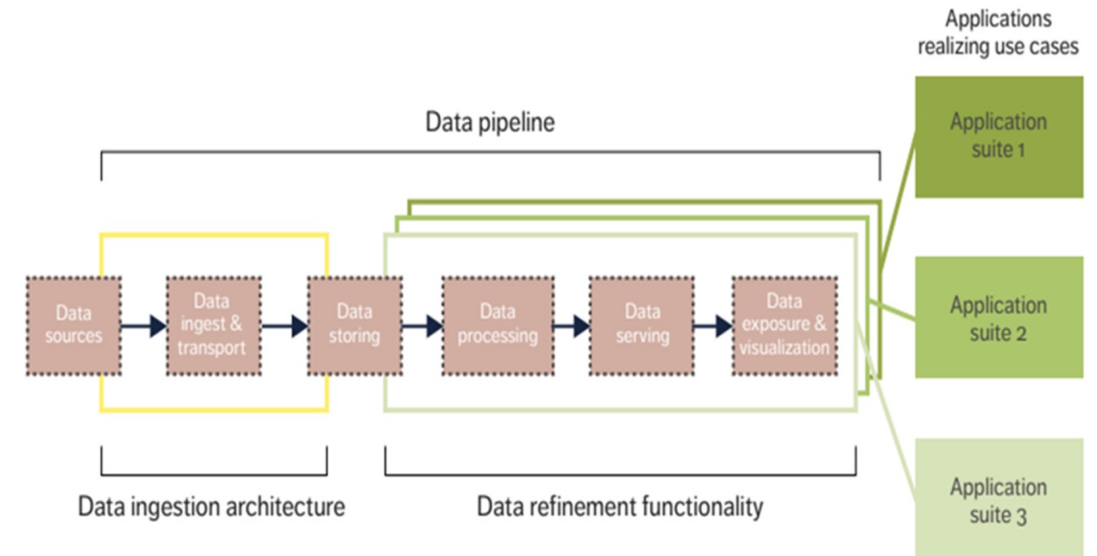 Applications
realizing use cases
Data pipeline
Application
suite 1
Data
sources
Data
ingest &
transport
Data
storing
Data
processing
Data
serving
Data
exposure &
visualization
Application
suite 2
Application
suite 3
Data ingestion architecture
Data refinement functionality